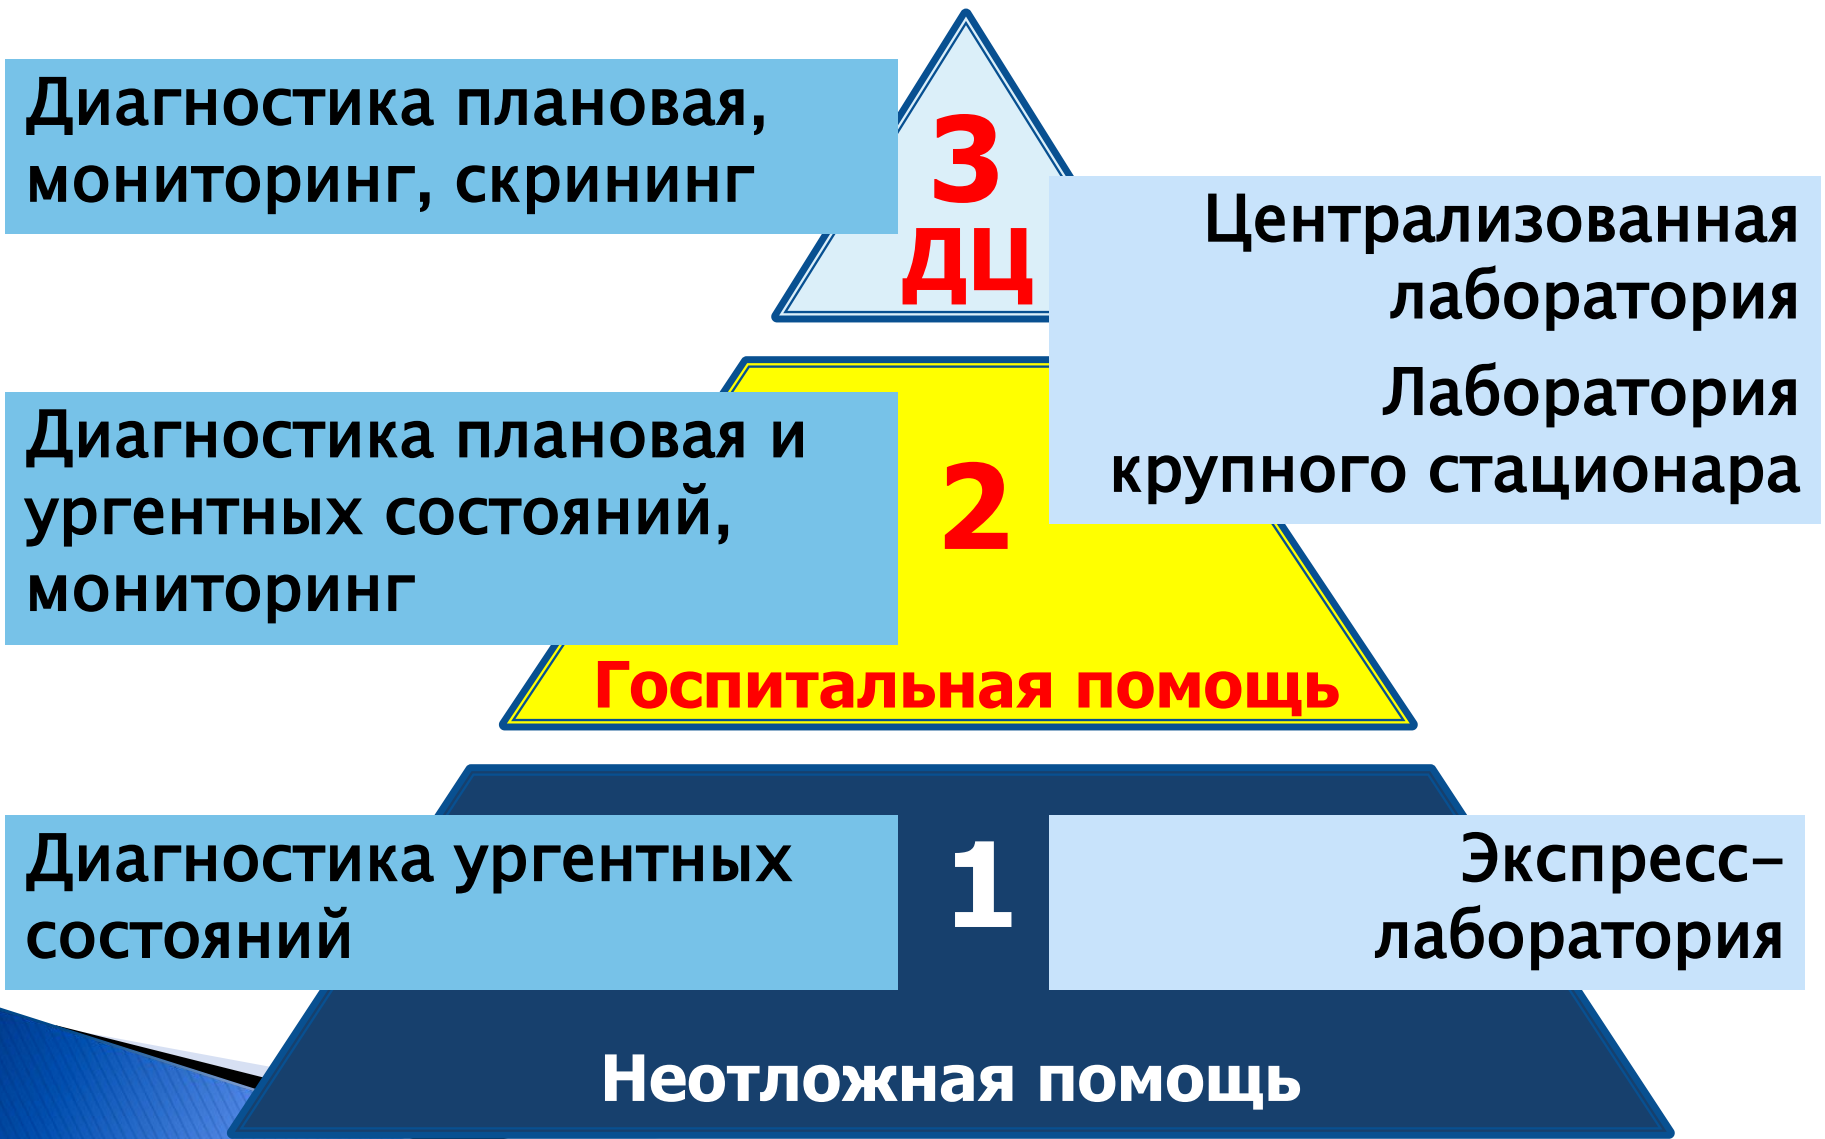 Диагностика плановая,
мониторинг, скрининг
3
ДЦ
Централизованная
лаборатория
Лаборатория
крупного стационара
Диагностика плановая и
ургентных состояний,
мониторинг
2
Госпитальная помощь
Диагностика ургентных
состояний
1
Экспресс-
лаборатория
Неотложная помощь